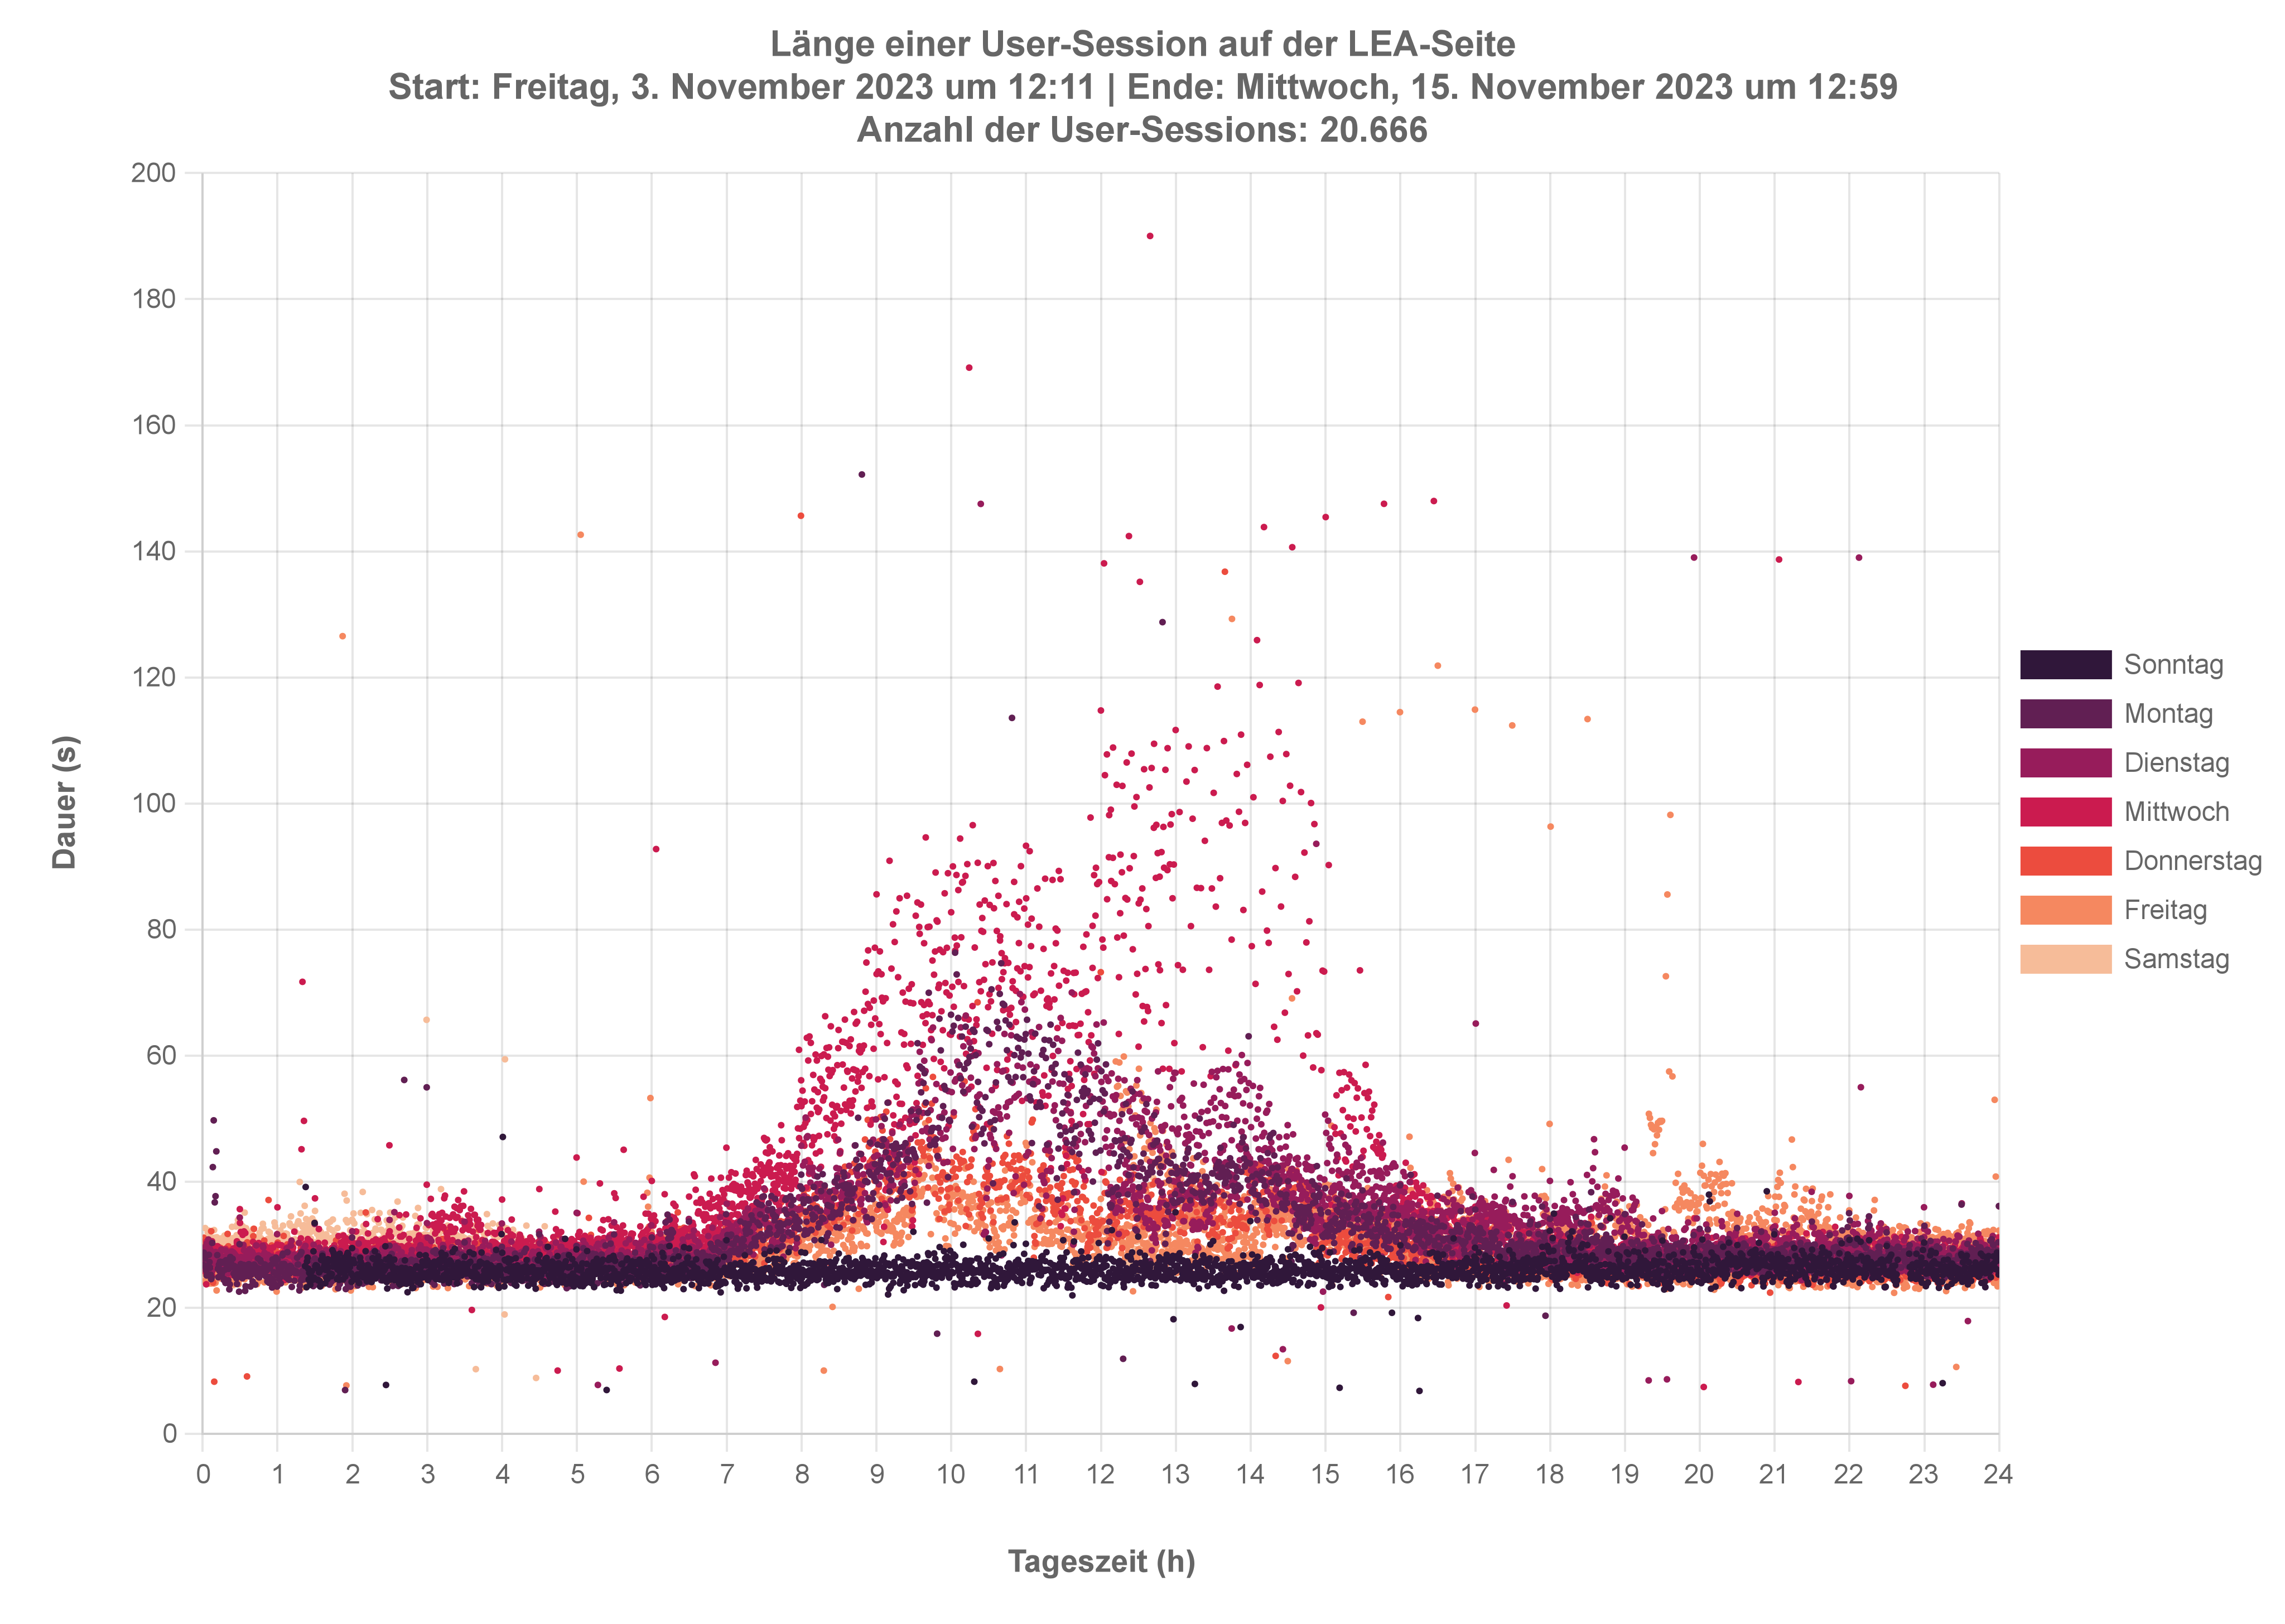 Länge einer User-Session auf der LEA-Seite
Start: Freitag, 3. November 2023 um 12:11 | Ende: Mittwoch, 15. November 2023 um 12:59
Anzahl der User-Sessions: 20.666
200
180
160
140
120
100
80
60
40
20
0
Dauer (s)
0 1 2 3 4 5 6 7 8 9 10 11 12 13 14 15 16 17 18 19 20 21 22 23 24
Tageszeit (h)
Sonntag
Montag
Dienstag
Mittwoch
Donnerstag
Freitag
Samstag